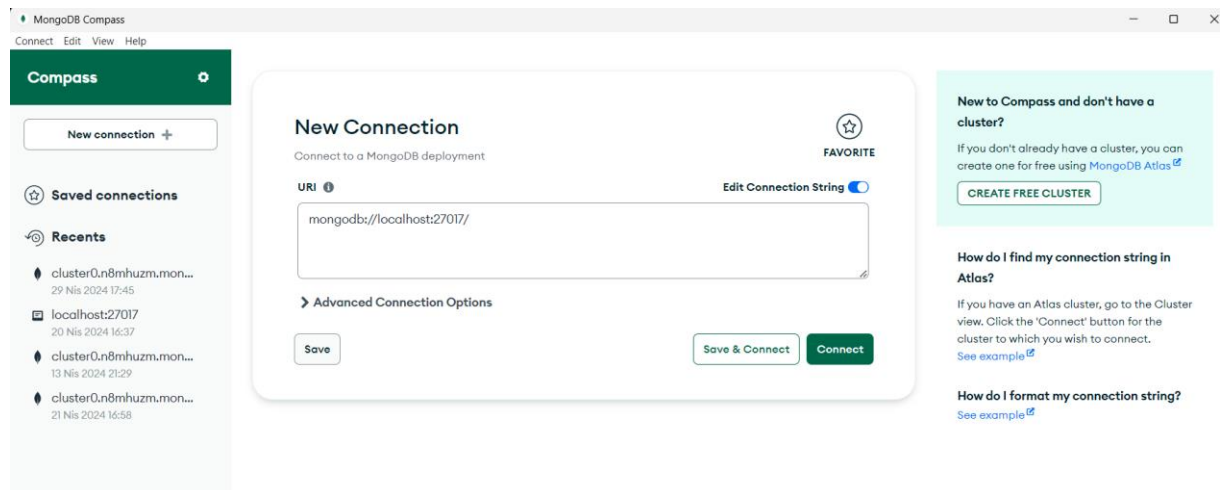 MongoDB Compass
Connect Edit View Help
Compass
New connection +
Saved connections
Recents
cluster0.n8mhuzm.mon...
29 Nis 2024 17:45
localhost:27017
20 Nis 2024 16:37
cluster0.n8mhuzm.mon...
13 Nis 2024 21:29
cluster0.n8mhuzm.mon...
21 Nis 2024 16:58
New Connection
Connect to a MongoDB deployment
FAVORITE
URI
Edit Connection String
mongodb://localhost:27017/
Advanced Connection Options
Save
Save & Connect
Connect
New to Compass and don't have a
cluster?
If you don't already have a cluster, you can
create one for free using MongoDB Atlas
CREATE FREE CLUSTER
How do I find my connection string in
Atlas?
If you have an Atlas cluster, go to the Cluster
view. Click the 'Connect' button for the
cluster to which you wish to connect.
See example
How do I format my connection string?
See example